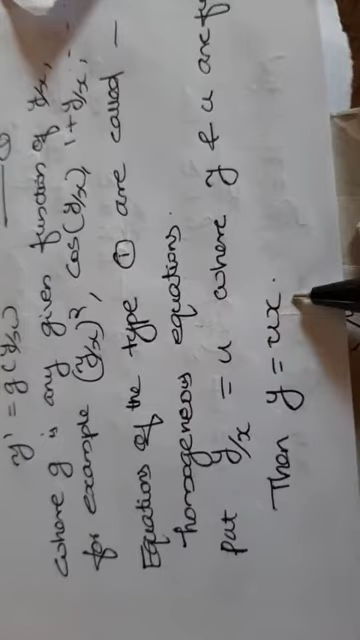 y' = g(y/x) —— ①
where g is any given function of y/x,
for example (y/x)², cos(y/x), 1+y/x, -
Equations of the type ① are called —
homogeneous equations.
Put y/x = u where y & u are
Then y = ux.